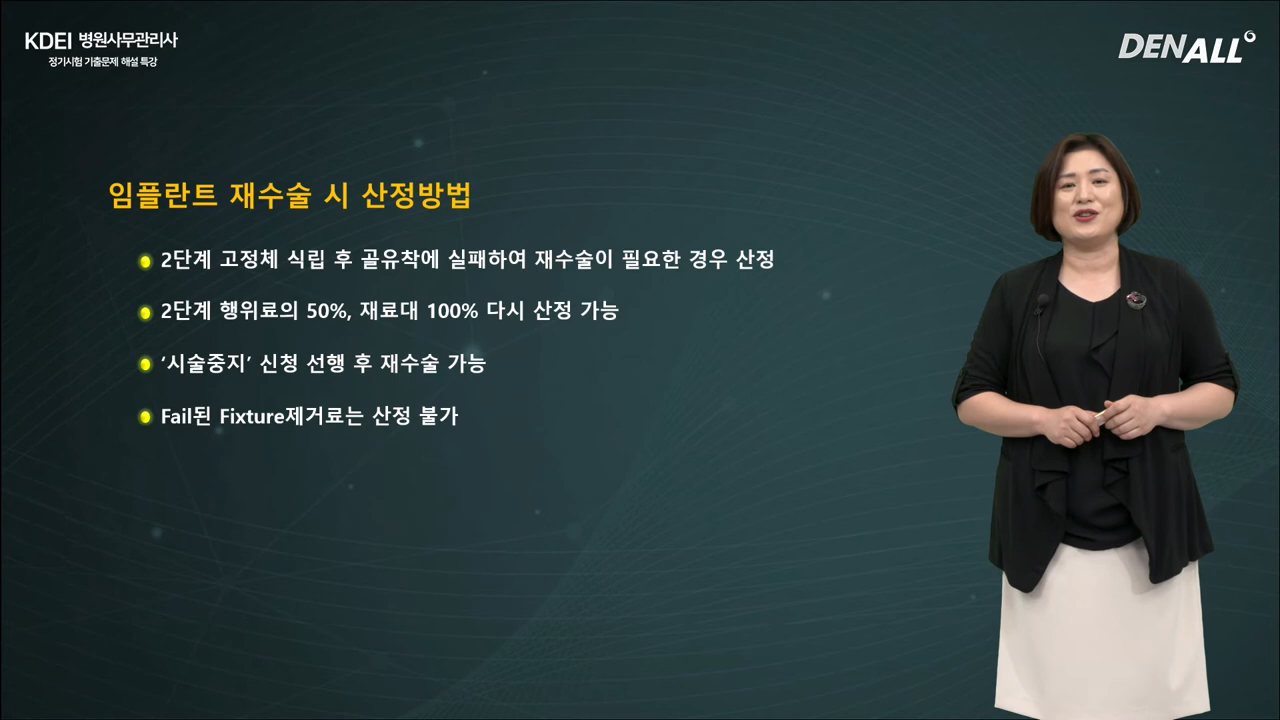 KDEI 병원사무관리사
정기시험 기출문제 해설 특강
DENALL
임플란트 재수술 시 산정방법
2단계 고정체 식립 후 골유착에 실패하여 재수술이 필요한 경우 산정
2단계 행위료의 50%, 재료대 100% 다시 산정 가능
‘시술중지’ 신청 선행 후 재수술 가능
Fail된 Fixture제거료는 산정 불가